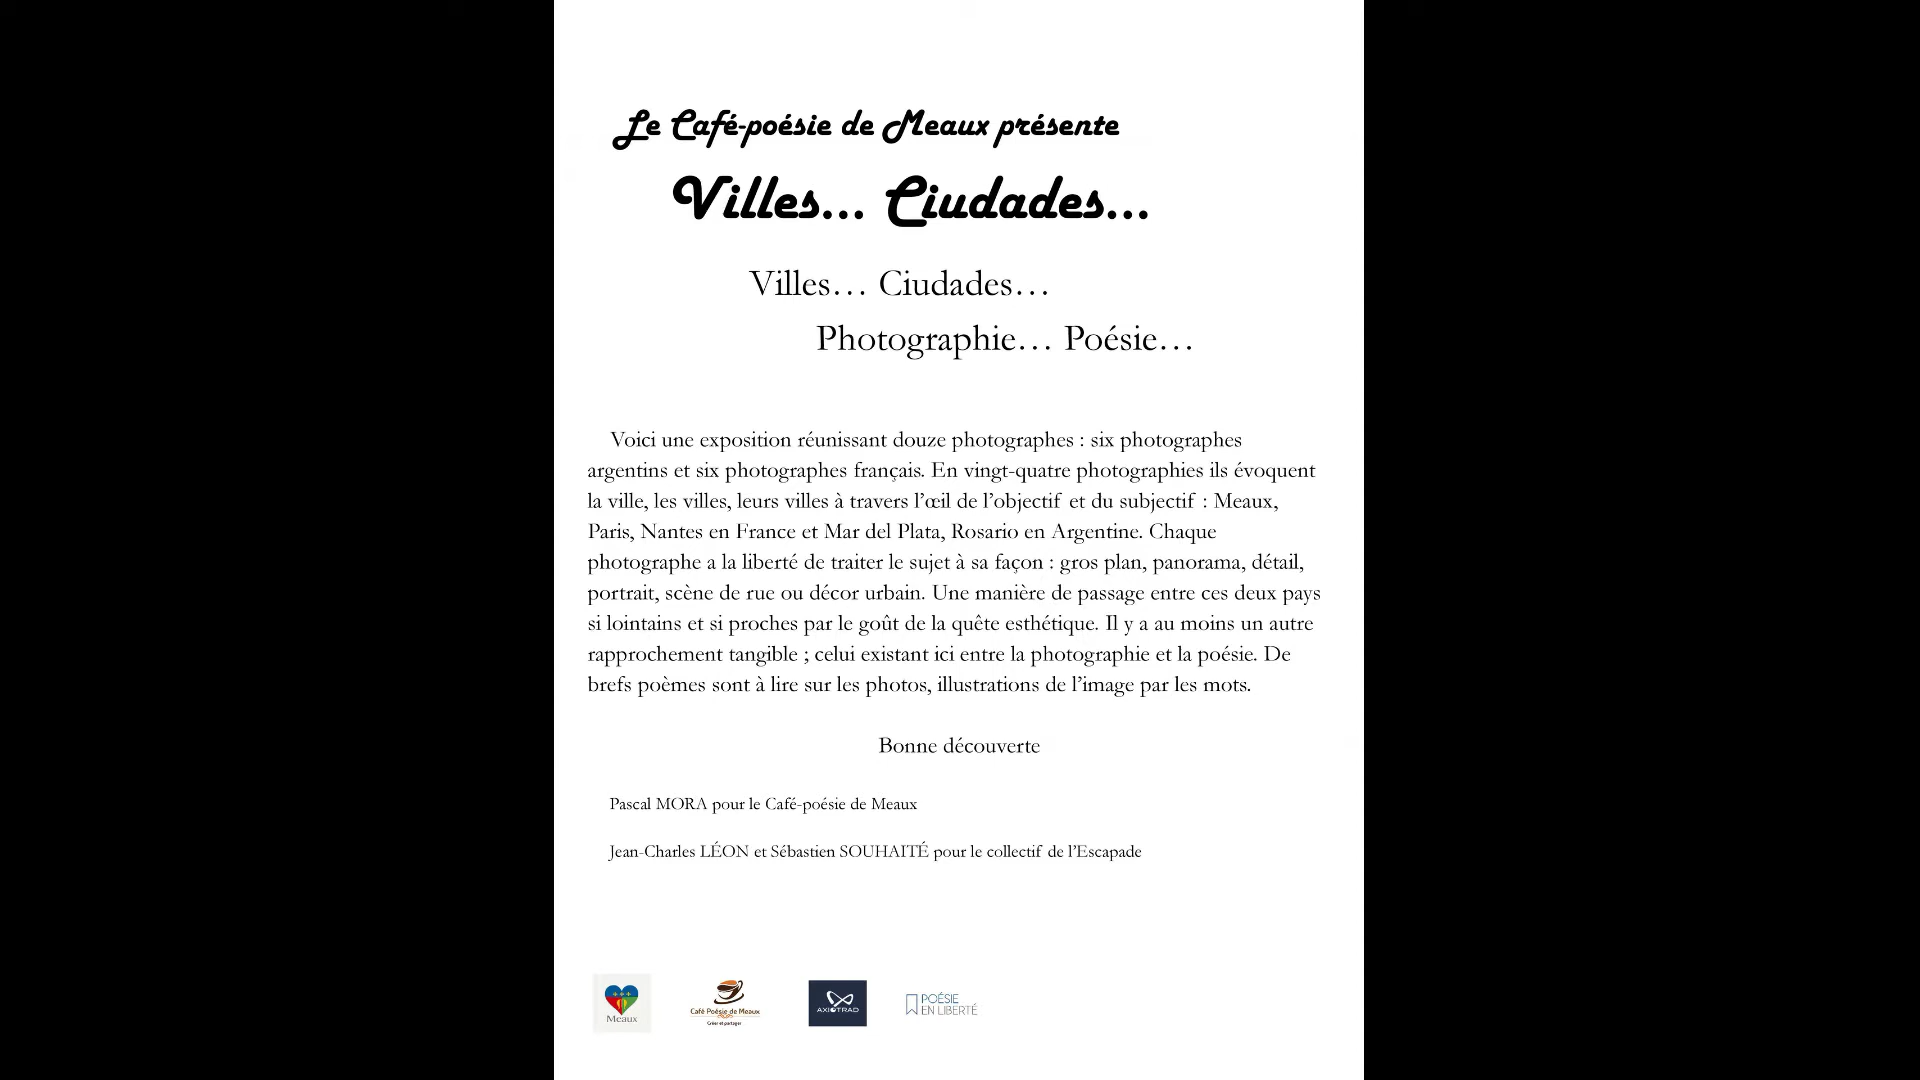 Le Café-poésie de Meaux présente
Villes... Ciudades...
Villes… Ciudades…
Photographie… Poésie…
Voici une exposition réunissant douze photographes : six photographes
argentins et six photographes français. En vingt-quatre photographies ils évoquent
la ville, les villes, leurs villes à travers l’œil de l’objectif et du subjectif : Meaux,
Paris, Nantes en France et Mar del Plata, Rosario en Argentine. Chaque
photographe a la liberté de traiter le sujet à sa façon : gros plan, panorama, détail,
portrait, scène de rue ou décor urbain. Une manière de passage entre ces deux pays
si lointains et si proches par le goût de la quête esthétique. Il y a au moins un autre
rapprochement tangible ; celui existant ici entre la photographie et la poésie. De
brefs poèmes sont à lire sur les photos, illustrations de l’image par les mots.
Bonne découverte
Pascal MORA pour le Café-poésie de Meaux
Jean-Charles LÉON et Sébastien SOUHAITÉ pour le collectif de l’Escapade
Meaux
Café Poésie de Meaux
Créer et partager
AXIOTRAD
POÉSIE
EN LIBERTÉ